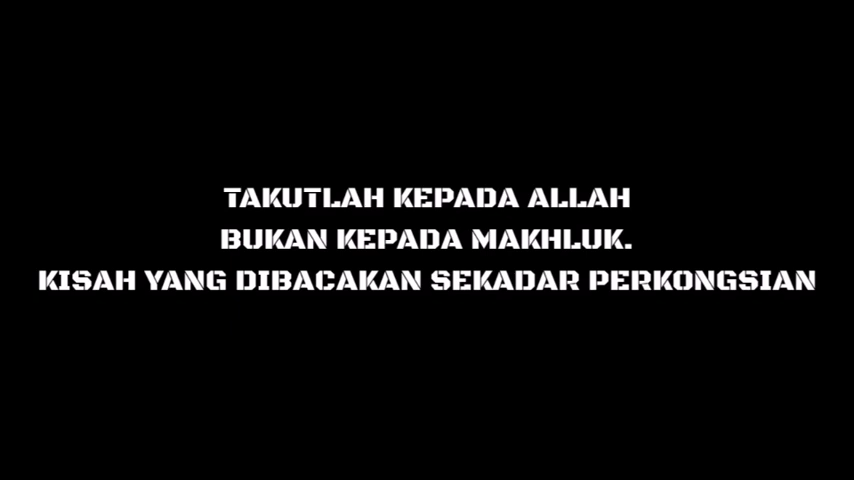 TAKUTLAH KEPADA ALLAH
BUKAN KEPADA MAKHLUK.
KISAH YANG DIBACAKAN SEKADAR PERKONGSIAN